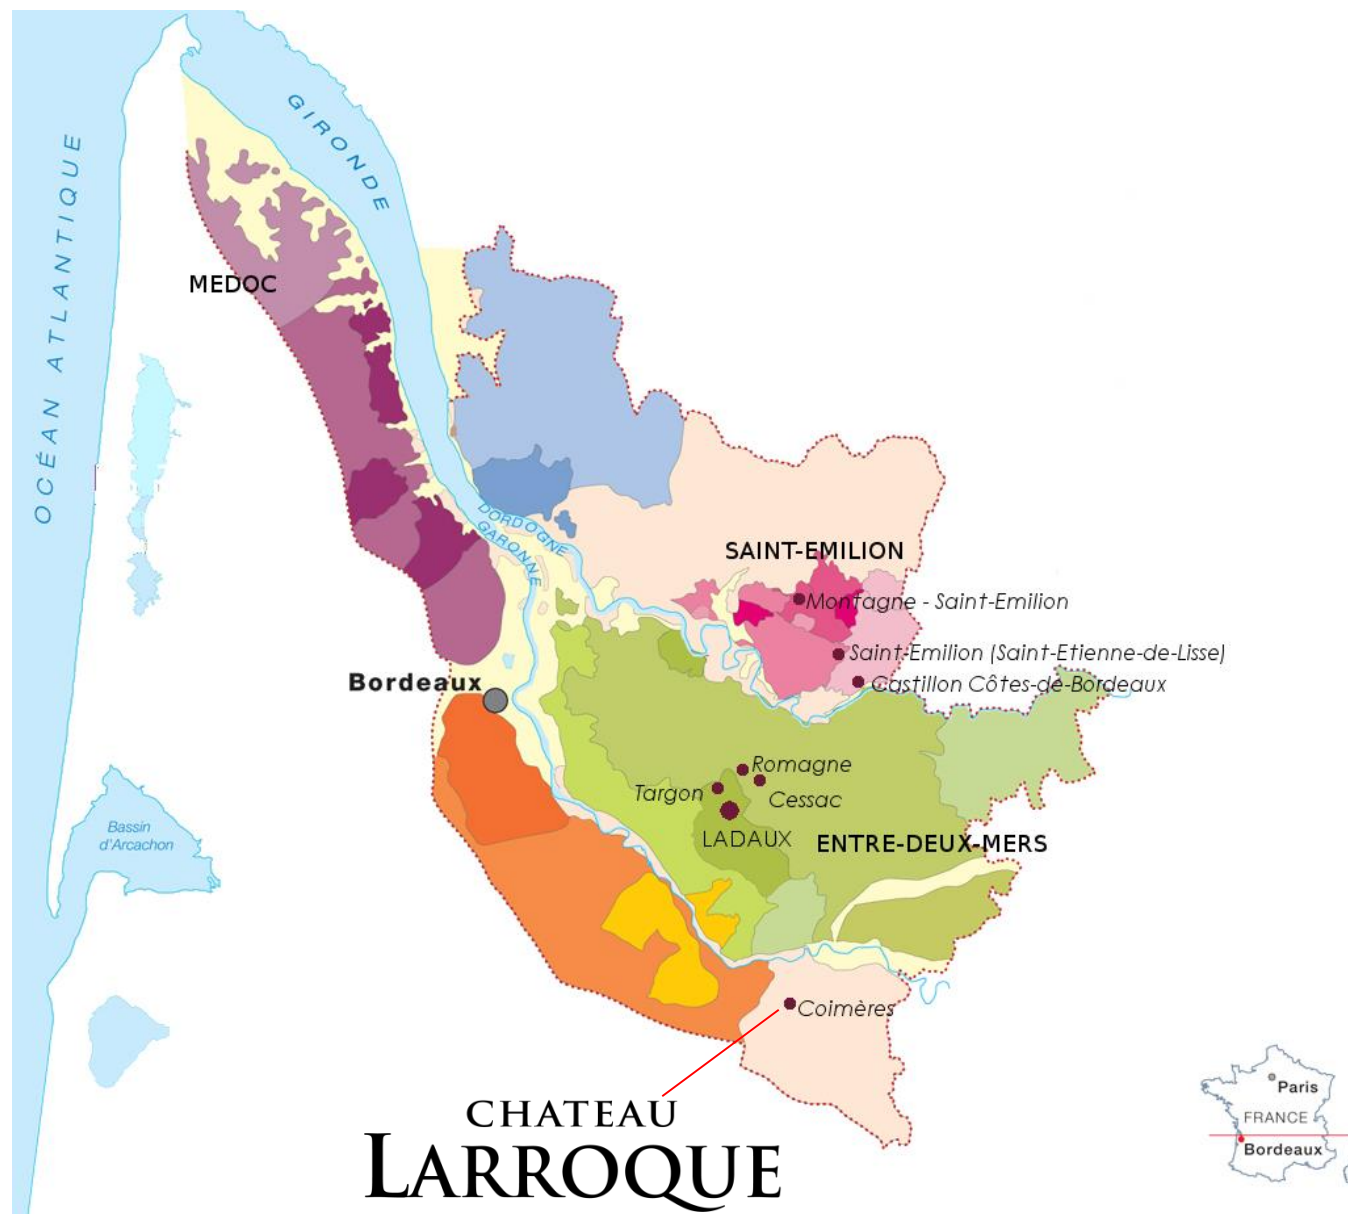 GIRONDE
OCÉAN ATLANTIQUE
MEDOC
DORDOGNE
GARONNE
SAINT-EMILION
Montagne - Saint-Emilion
Saint-Emilion (Saint-Etienne-de-Lisse)
Castillon Côtes-de-Bordeaux
Bordeaux
Romagne
Targon
Cessac
LADAUX
ENTRE-DEUX-MERS
Bassin
d'Arcachon
Coimères
CHATEAU
LARROQUE
Paris
FRANCE
Bordeaux